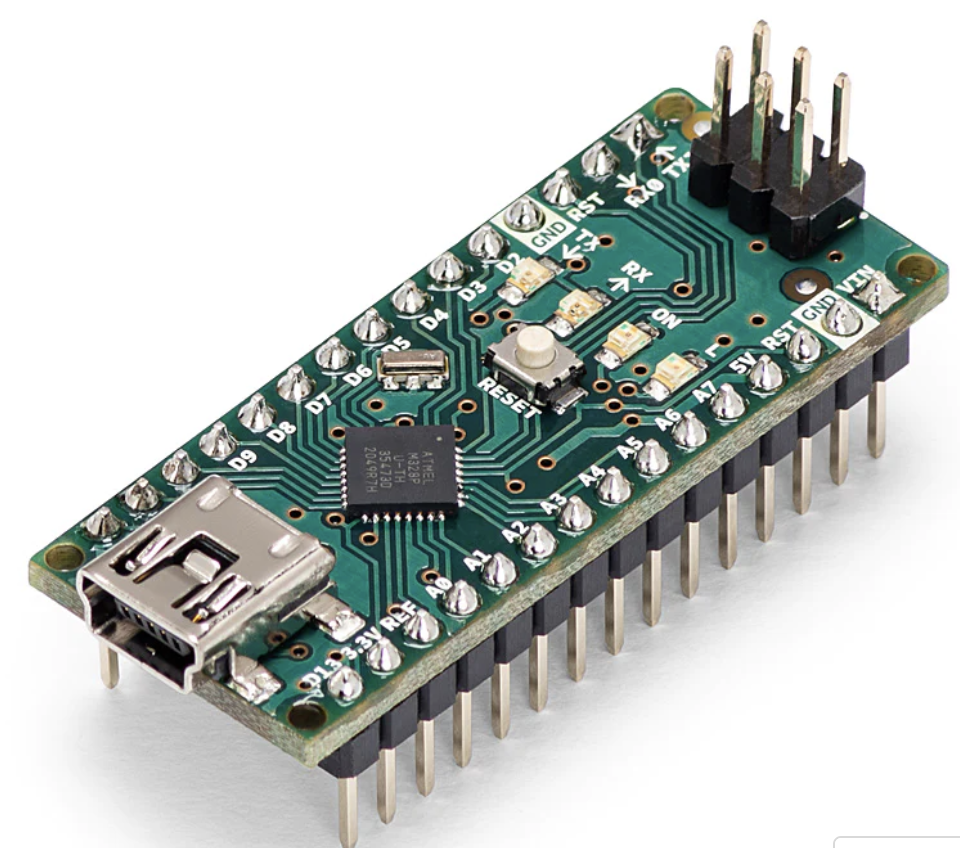 TX1
RX0
RST
GND
D2
D3
D4
D5
D6
D7
D8
D9
TX
RX
ON
L
RESET
ATMEL
M328P
U-TH
35473D
2049R7H
VIN
GND
RST
5V
A7
A6
A5
A4
A3
A2
A1
A0
REF
3.3V
D13